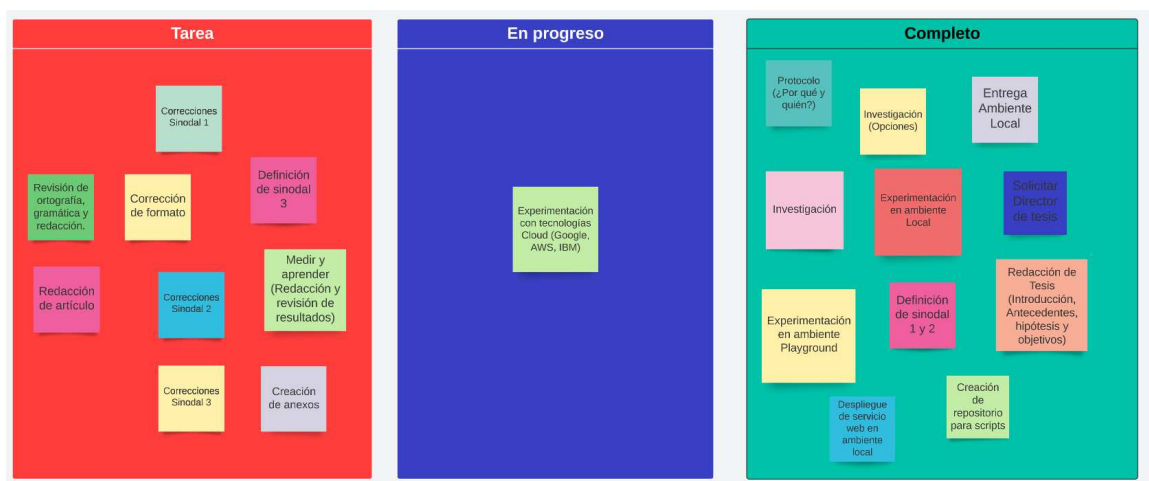 Tarea
Correcciones
Sinodal 1
Revisión de
ortografía,
gramática y
redacción.
Corrección
de formato
Definición
de sinodal
3
Redacción
de artículo
Correcciones
Sinodal 2
Medir y
aprender
(Redacción y
revisión de
resultados)
Correcciones
Sinodal 3
Creación
de anexos
En progreso
Experimentación
con tecnologías
Cloud (Google,
AWS, IBM)
Completo
Protocolo
(¿Por qué y
quién?)
Investigación
(Opciones)
Entrega
Ambiente
Local
Investigación
Experimentación
en ambiente
Local
Solicitar
Director
de tesis
Experimentación
en ambiente
Playground
Definición
de sinodal
1 y 2
Redacción de
Tesis
(Introducción,
Antecedentes,
hipótesis y
objetivos)
Despliegue
de servicio
web en
ambiente
local
Creación
de
repositorio
para scripts